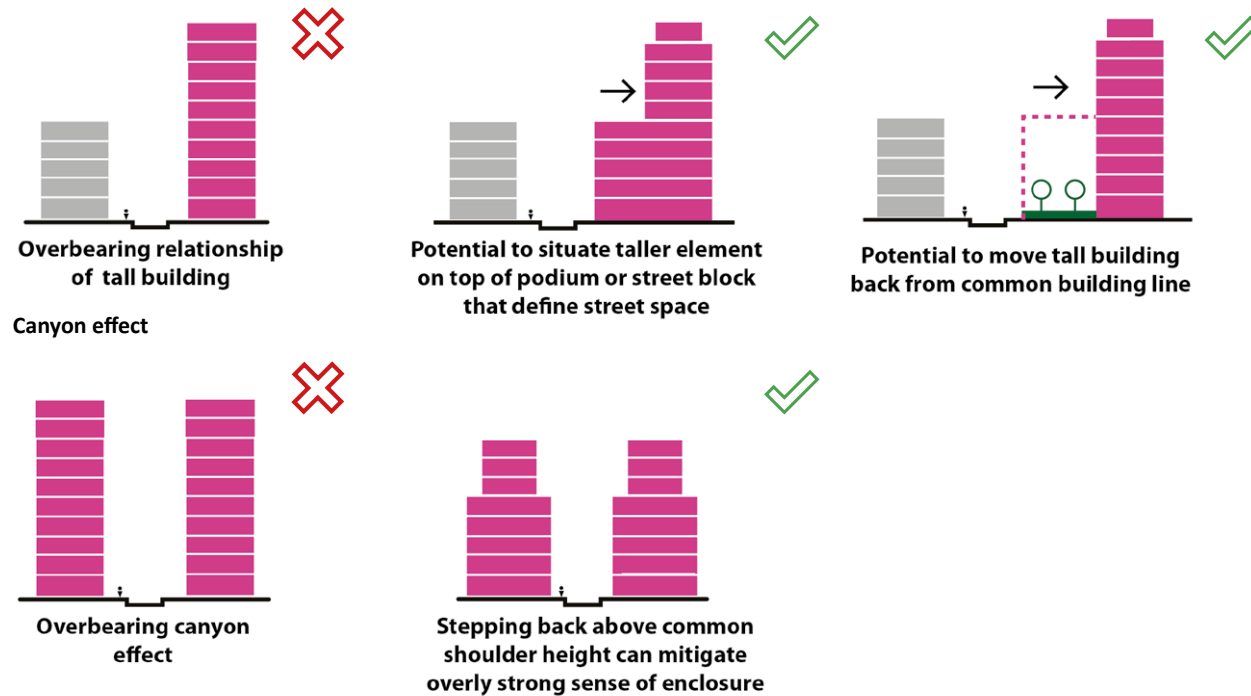 Overbearing relationship
of tall building
Potential to situate taller element
on top of podium or street block
that define street space
Potential to move tall building
back from common building line
Canyon effect
Overbearing canyon
effect
Stepping back above common
shoulder height can mitigate
overly strong sense of enclosure